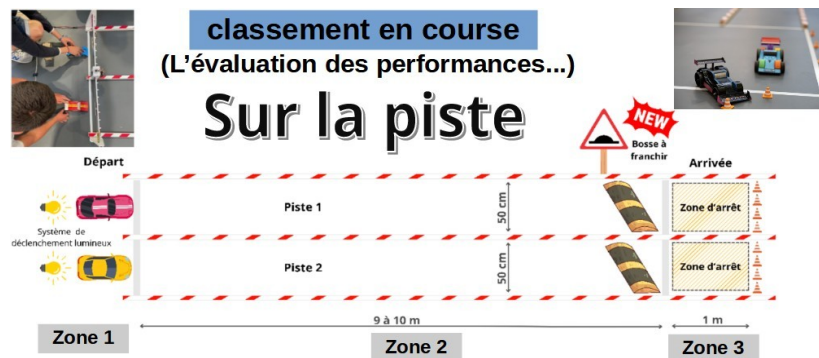 classement en course
(L'évaluation des performances...)
Sur la piste
NEW
Bosse à
franchir
Départ
Arrivée
Piste 1
50 cm
Zone d'arrêt
Système de
déclenchement lumineux
Piste 2
50 cm
Zone d'arrêt
9 à 10 m
1 m
Zone 1
Zone 2
Zone 3